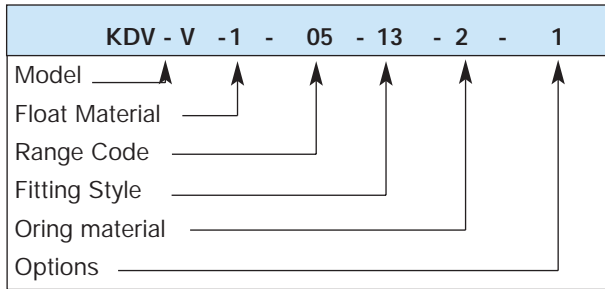 KDV - V - 1 - 05 - 13 - 2 - 1
Model
Float Material
Range Code
Fitting Style
Oring material
Options